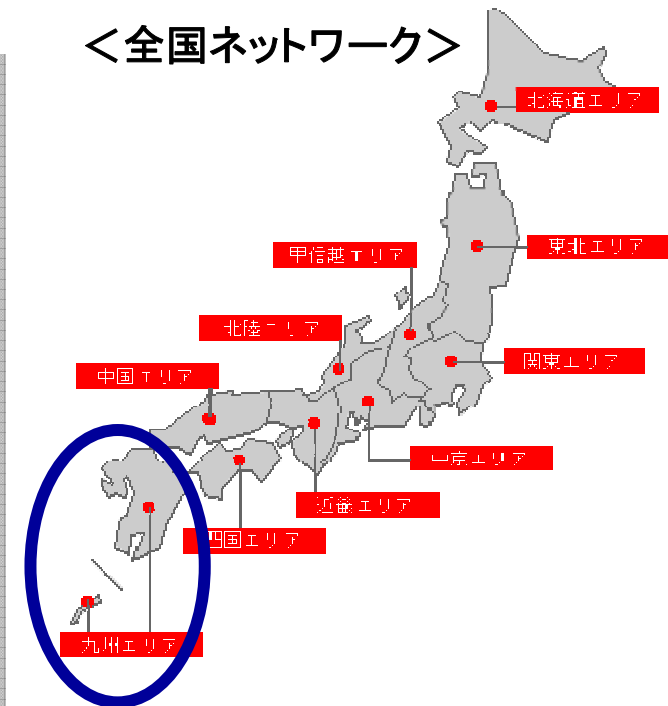 ＜全国ネットワーク＞
北海道エリア
東北エリア
甲信越エリア
北陸エリア
関東エリア
中国エリア
中京エリア
近畿エリア
四国エリア
九州エリア